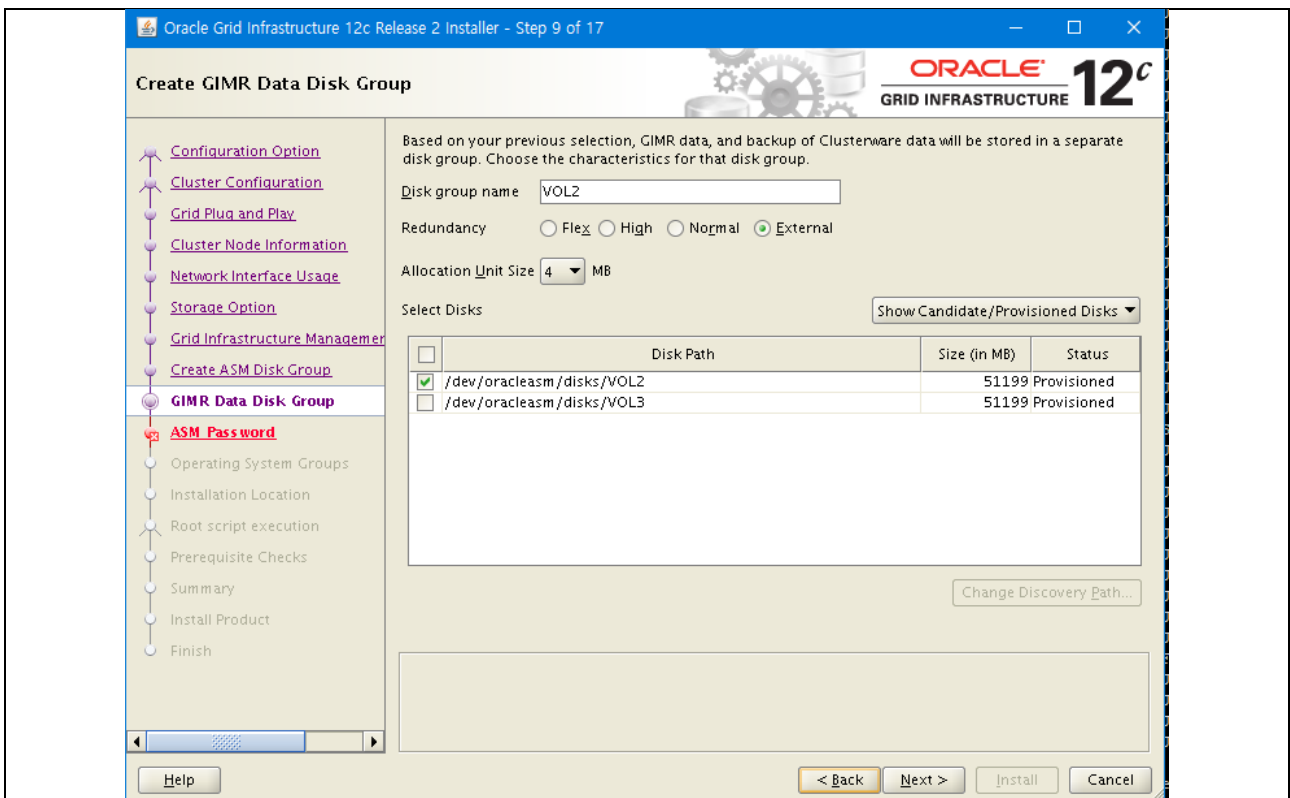 Oracle Grid Infrastructure 12c Release 2 Installer - Step 9 of 17
Create GIMR Data Disk Group
ORACLE
GRID INFRASTRUCTURE
12c
Configuration Option
Cluster Configuration
Grid Plug and Play
Cluster Node Information
Network Interface Usage
Storage Option
Grid Infrastructure Managemer
Create ASM Disk Group
GIMR Data Disk Group
ASM Password
Operating System Groups
Installation Location
Root script execution
Prerequisite Checks
Summary
Install Product
Finish
Based on your previous selection, GIMR data, and backup of Clusterware data will be stored in a separate
disk group. Choose the characteristics for that disk group.
Disk group name VOL2
Redundancy Flex High Normal External
Allocation Unit Size 4 MB
Select Disks Show Candidate/Provisioned Disks
Disk Path Size (in MB) Status
/dev/oracleasm/disks/VOL2 51199 Provisioned
/dev/oracleasm/disks/VOL3 51199 Provisioned
Change Discovery Path...
Help < Back Next > Install Cancel